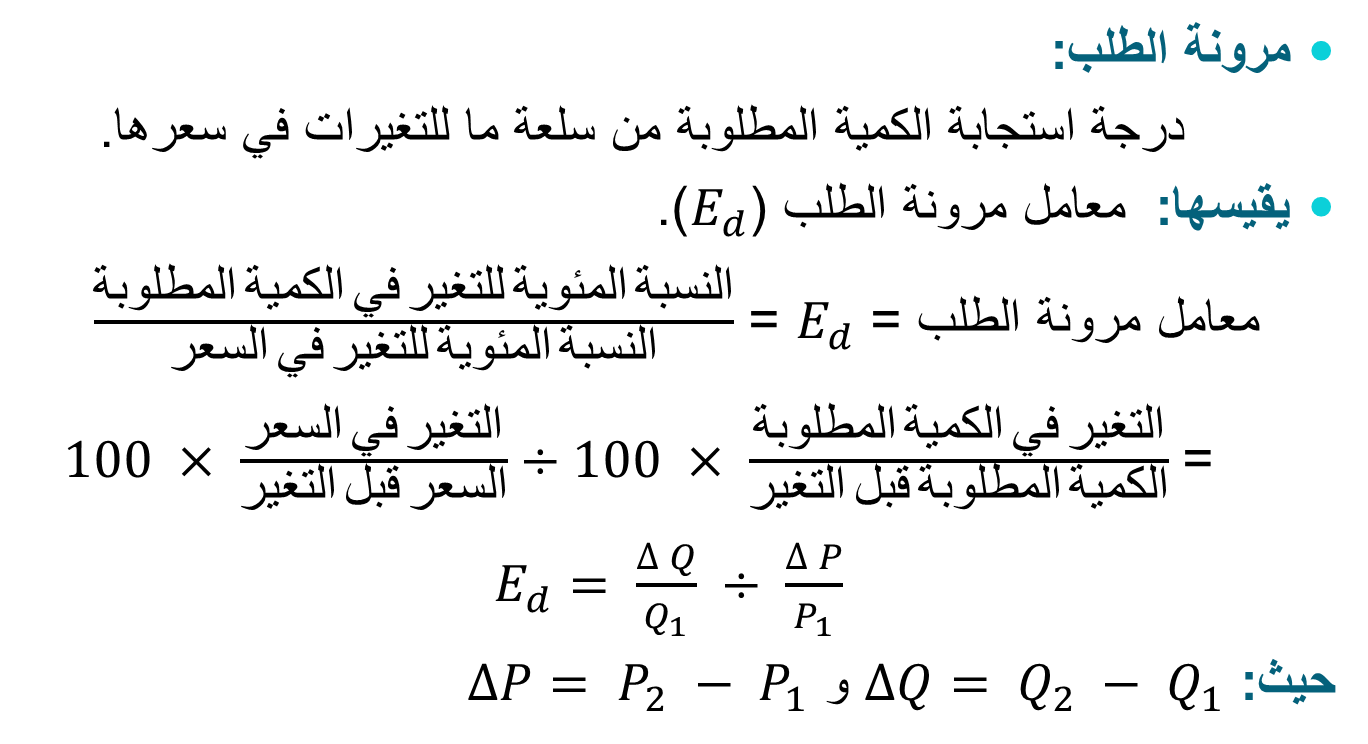 • مرونة الطلب:
درجة استجابة الكمية المطلوبة من سلعة ما للتغيرات في سعرها.
• يقيسها: معامل مرونة الطلب (E_d).
معامل مرونة الطلب = E_d = النسبة المئوية للتغير في الكمية المطلوبة / النسبة المئوية للتغير في السعر
= التغير في الكمية المطلوبة / الكمية المطلوبة قبل التغير × 100 ÷ التغير في السعر / السعر قبل التغير × 100
E_d = Δ Q / Q_1 ÷ Δ P / P_1
حيث: ΔQ = Q_2 − Q_1 و ΔP = P_2 − P_1